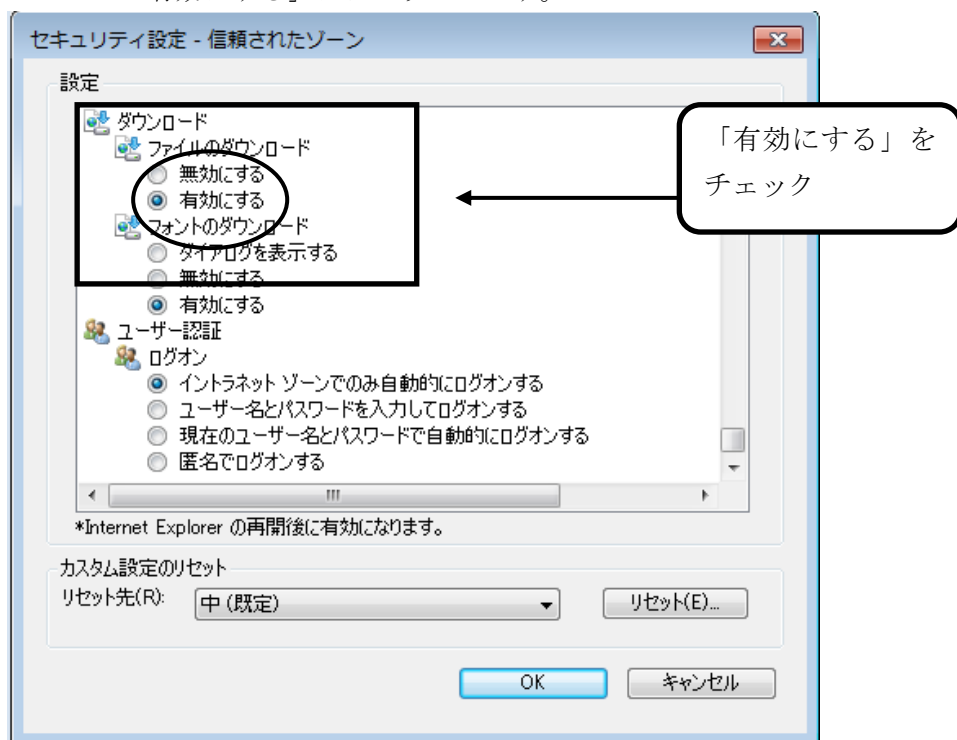 セキュリティ設定 - 信頼されたゾーン
設定
ダウンロード
ファイルのダウンロード
無効にする
有効にする
フォントのダウンロード
ダイアログを表示する
無効にする
有効にする
ユーザー認証
ログオン
イントラネット ゾーンでのみ自動的にログオンする
ユーザー名とパスワードを入力してログオンする
現在のユーザー名とパスワードで自動的にログオンする
匿名でログオンする
「有効にする」を
チェック
*Internet Explorer の再開後に有効になります。
カスタム設定のリセット
リセット先(R):
中 (既定)
リセット(E)...
OK
キャンセル